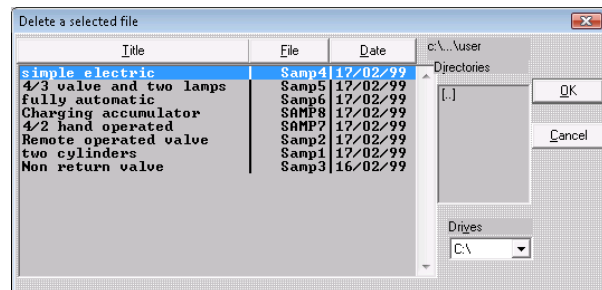 Delete a selected file
Title File Date
simple electric Samp4 17/02/99
4/3 valve and two lamps Samp5 17/02/99
fully automatic Samp6 17/02/99
Charging accumulator SAMP8 17/02/99
4/2 hand operated SAMP7 17/02/99
Remote operated valve Samp2 17/02/99
two cylinders Samp1 17/02/99
Non return valve Samp3 16/02/99
c:\...\user
Directories
[..]
Drives
C:\
OK
Cancel